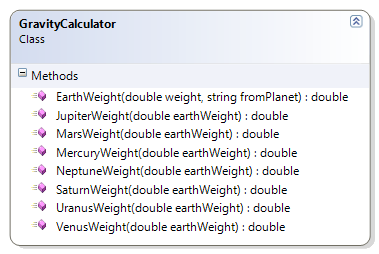 GravityCalculator
Class
Methods
EarthWeight(double weight, string fromPlanet) : double
JupiterWeight(double earthWeight) : double
MarsWeight(double earthWeight) : double
MercuryWeight(double earthWeight) : double
NeptuneWeight(double earthWeight) : double
SaturnWeight(double earthWeight) : double
UranusWeight(double earthWeight) : double
VenusWeight(double earthWeight) : double